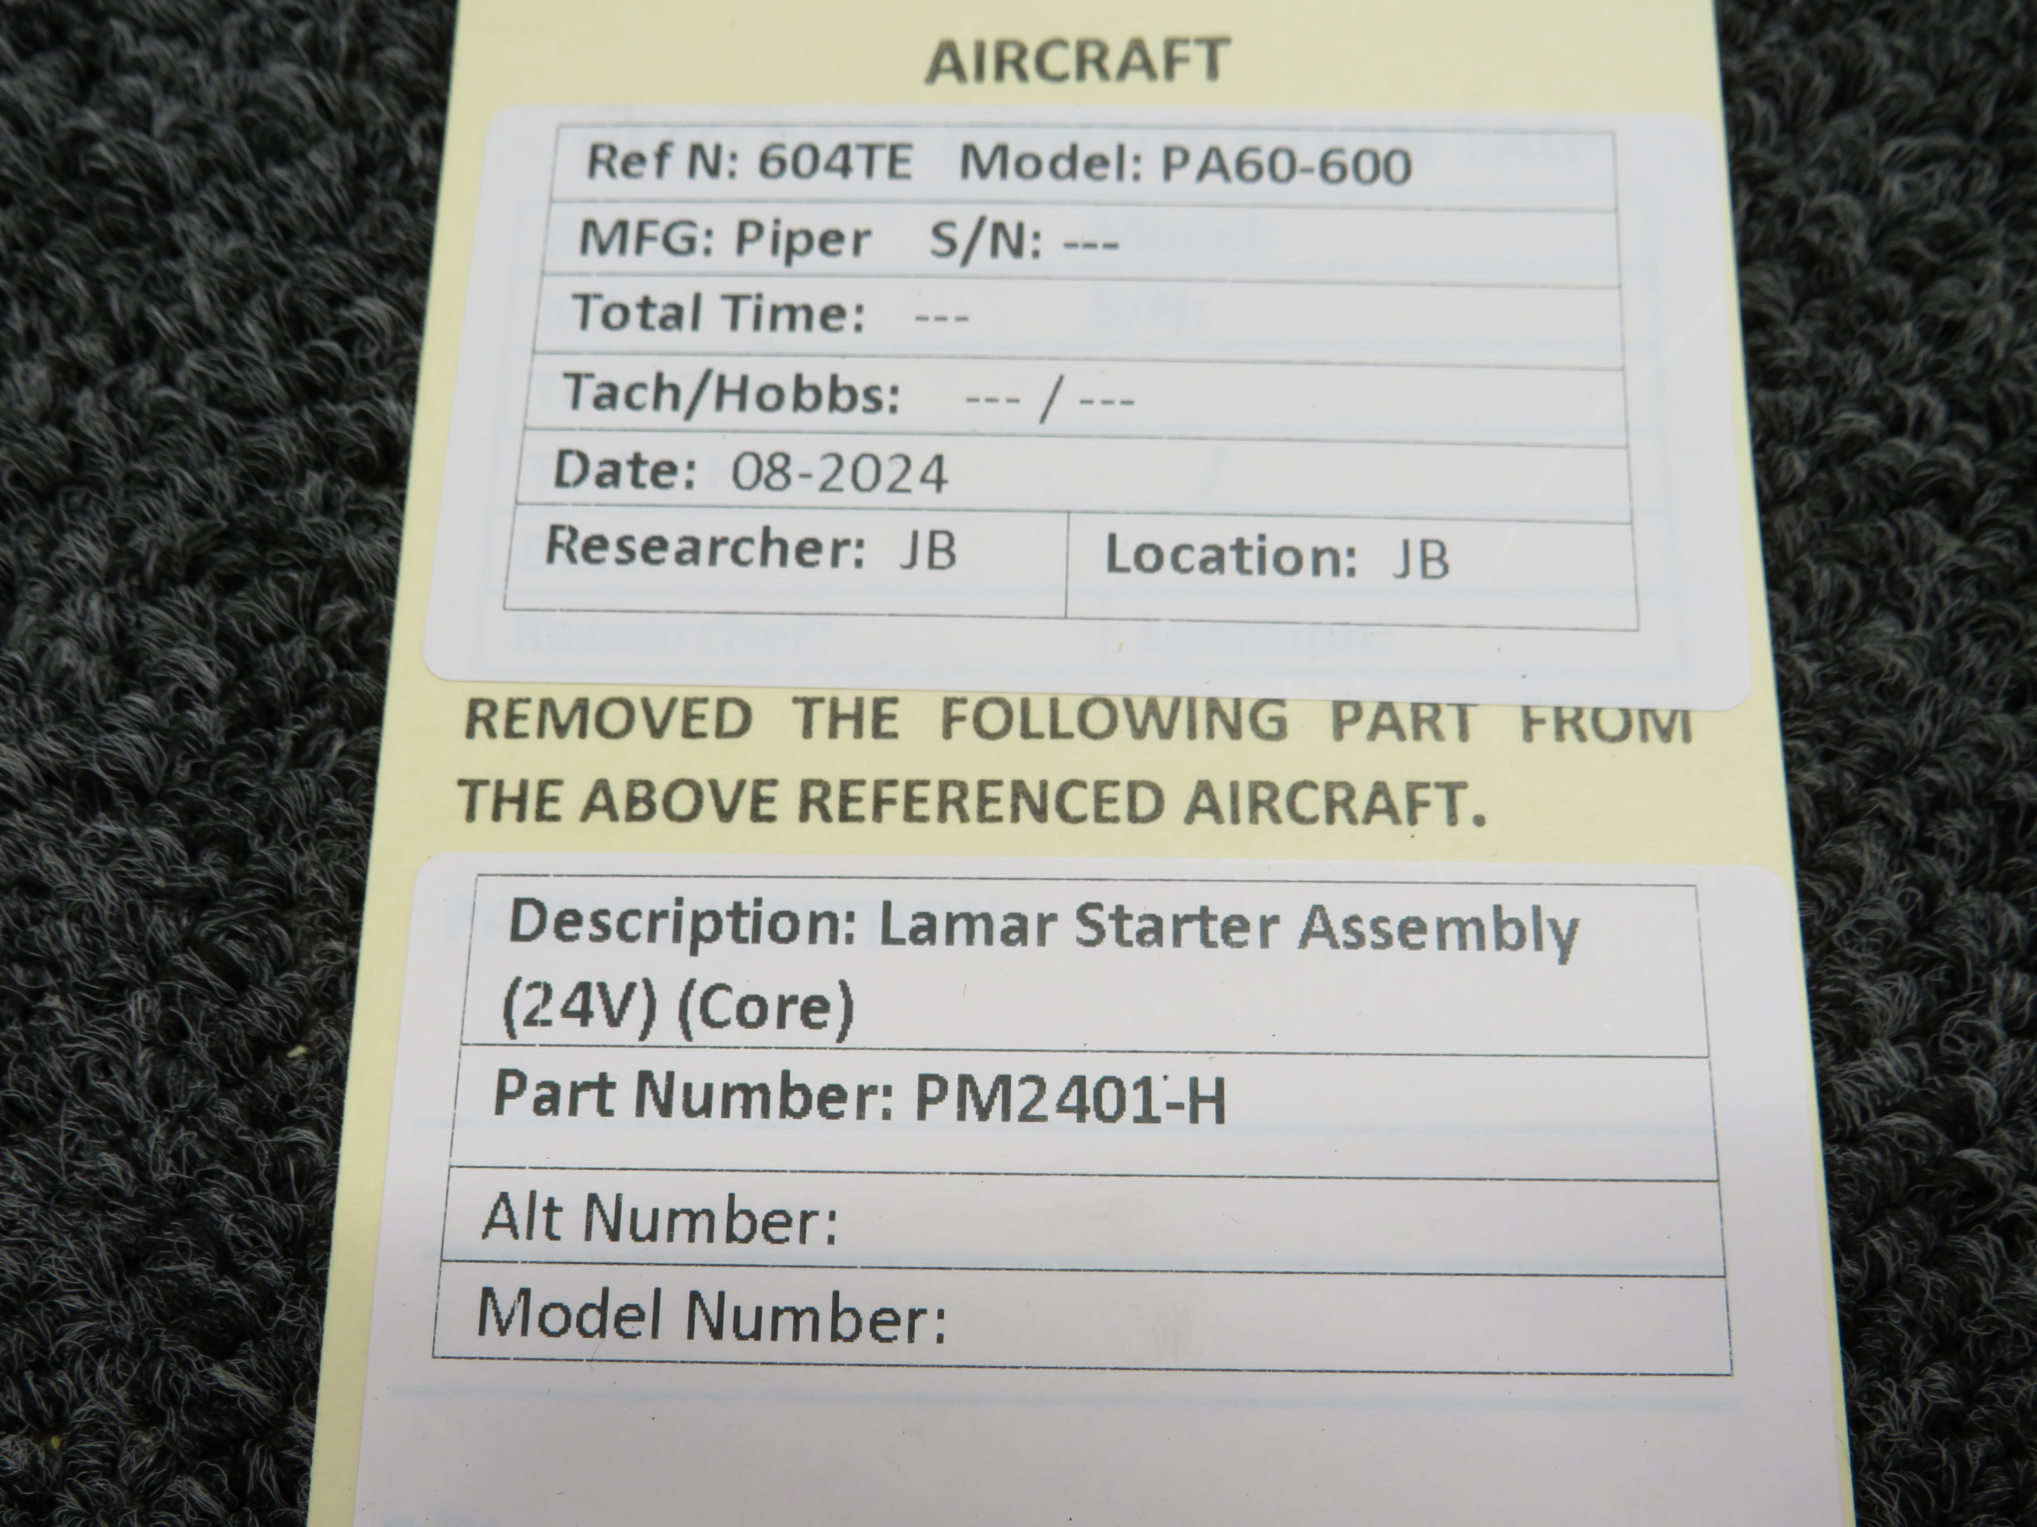 AIRCRAFT
Ref N: 604TE Model: PA60-600
MFG: Piper S/N: ---
Total Time: ---
Tach/Hobbs: --- / ---
Date: 08-2024
Researcher: JB Location: JB
REMOVED THE FOLLOWING PART FROM
THE ABOVE REFERENCED AIRCRAFT.
Description: Lamar Starter Assembly
(24V) (Core)
Part Number: PM2401-H
Alt Number:
Model Number: